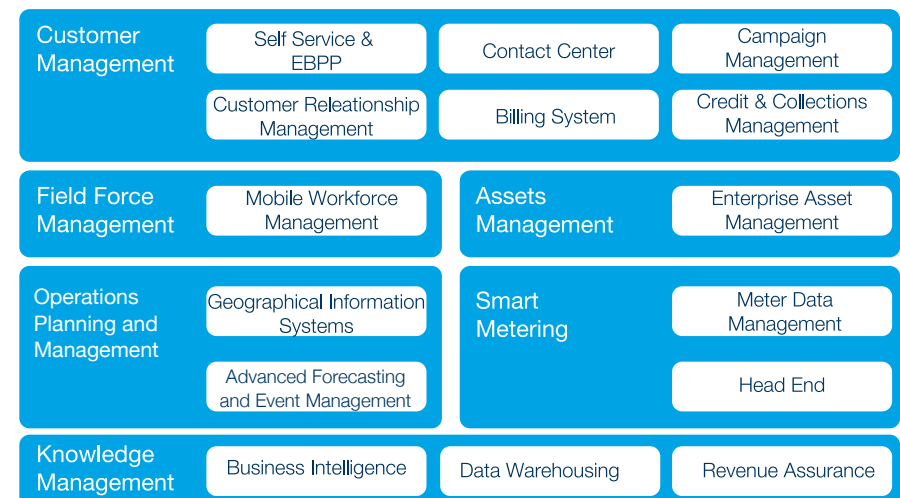 Customer
Management
Self Service &
EBPP
Contact Center
Campaign
Management
Customer Releationship
Management
Billing System
Credit & Collections
Management
Field Force
Management
Mobile Workforce
Management
Assets
Management
Enterprise Asset
Management
Operations
Planning and
Management
Geographical Information
Systems
Advanced Forecasting
and Event Management
Smart
Metering
Meter Data
Management
Head End
Knowledge
Management
Business Intelligence
Data Warehousing
Revenue Assurance